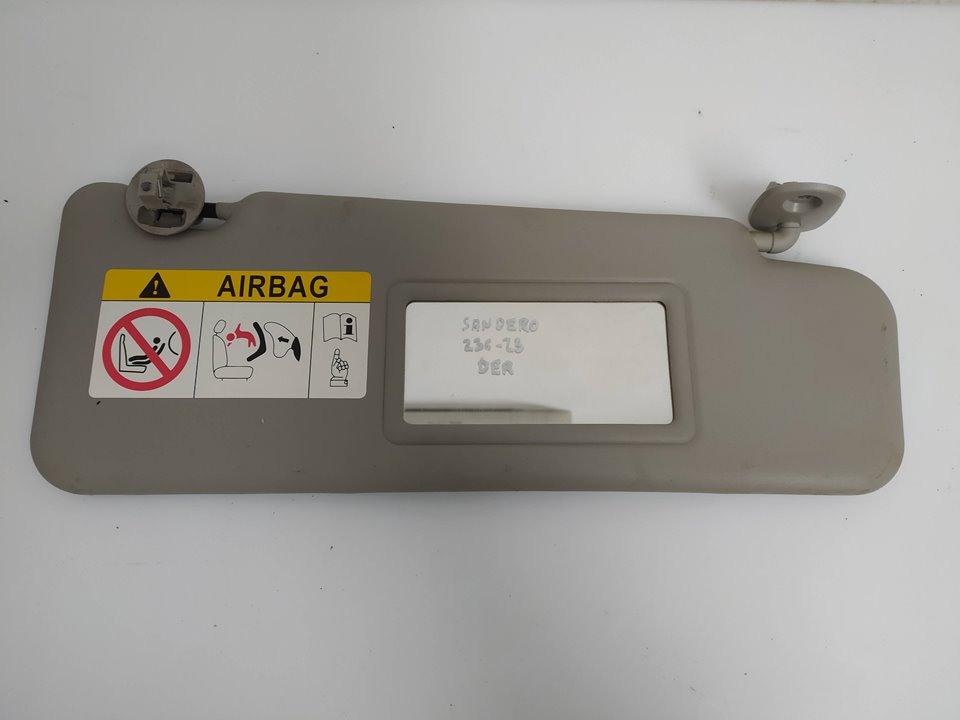 AIRBAG
SANDERO
236-23
DER